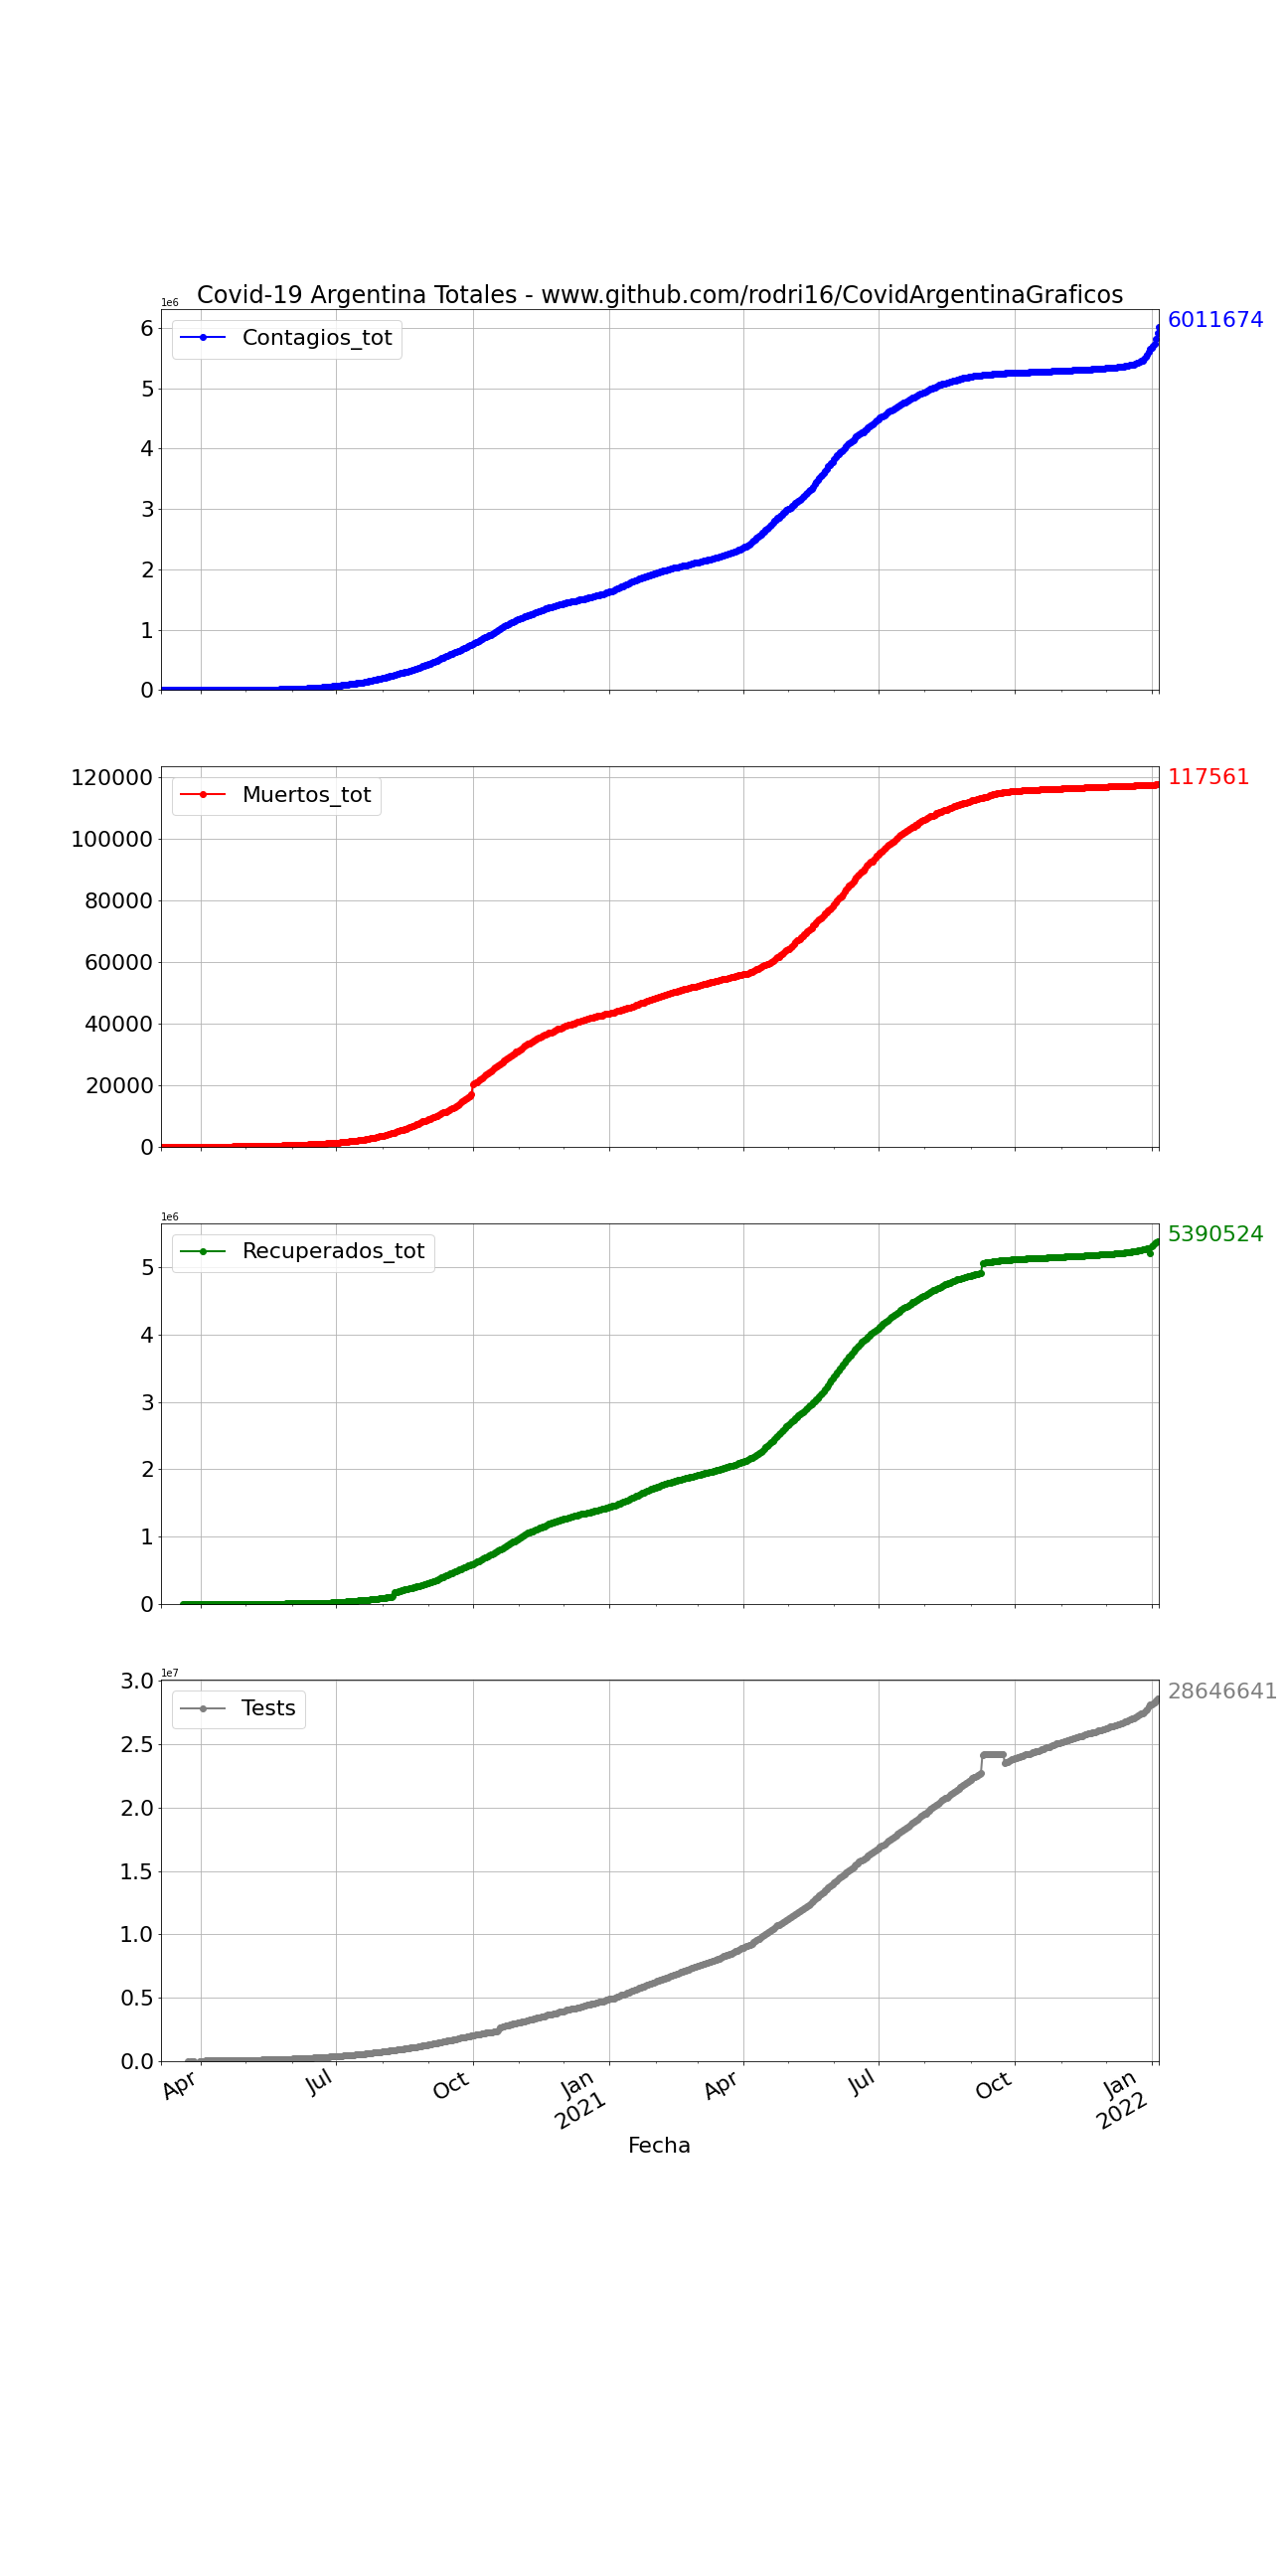 Covid-19 Argentina Totales - www.github.com/rodri16/CovidArgentinaGraficos
1e6
6011674
Contagios_tot
6
5
4
3
2
1
0
117561
Muertos_tot
120000
100000
80000
60000
40000
20000
0
1e6
5390524
Recuperados_tot
5
4
3
2
1
0
1e7
28646641
Tests
3.0
2.5
2.0
1.5
1.0
0.5
0.0
Apr
Jul
Oct
Jan
2021
Apr
Jul
Oct
Jan
2022
Fecha